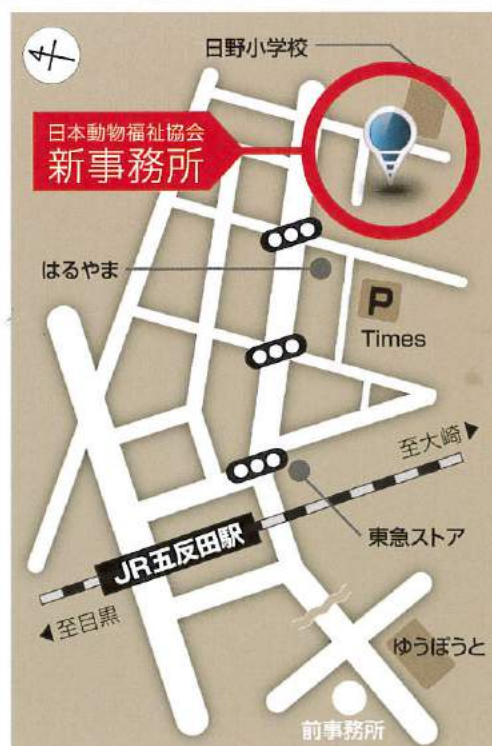 日野小学校
日本動物福祉協会
新事務所
はるやま
P
Times
至大崎▶
東急ストア
JR五反田駅
◀至目黒
ゆうぽうと
前事務所